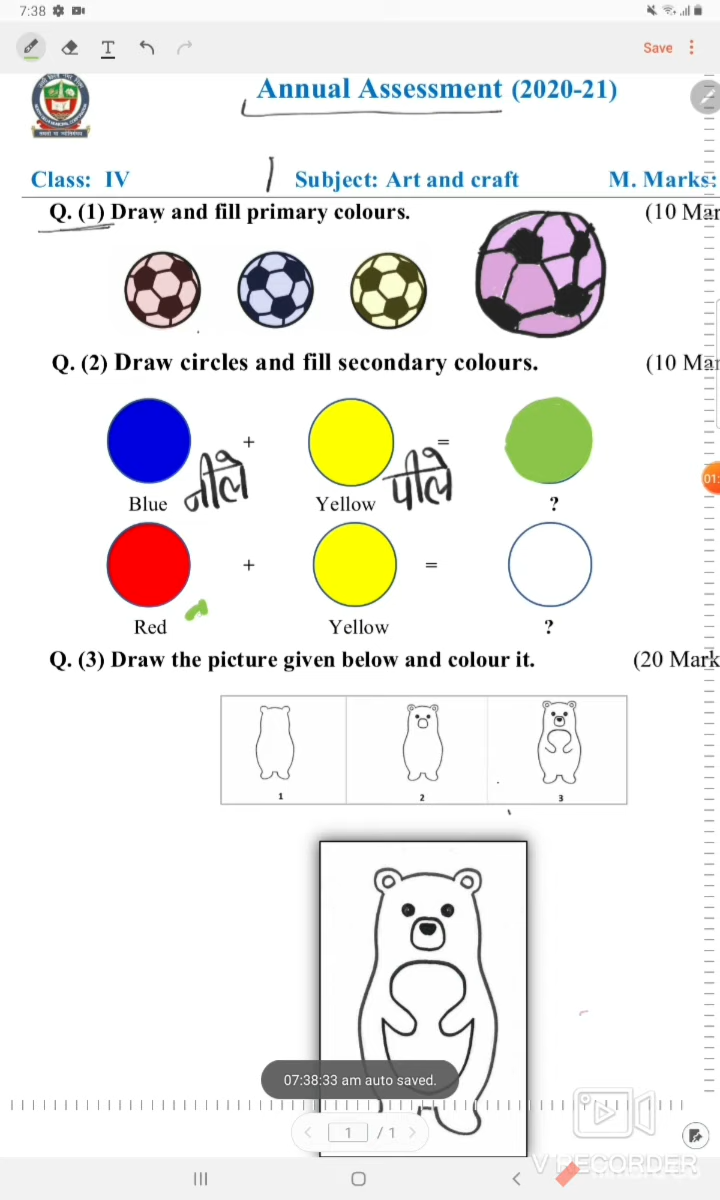 7:38
T
Save
Annual Assessment (2020-21)
Class: IV Subject: Art and craft M. Marks:
Q. (1) Draw and fill primary colours. (10 Mar
Q. (2) Draw circles and fill secondary colours. (10 Mar
+ =
Blue नीले Yellow पीले ?
01:
+ =
Red Yellow ?
Q. (3) Draw the picture given below and colour it. (20 Mark
1 2 3
07:38:33 am auto saved.
1 / 1
V RECORDER